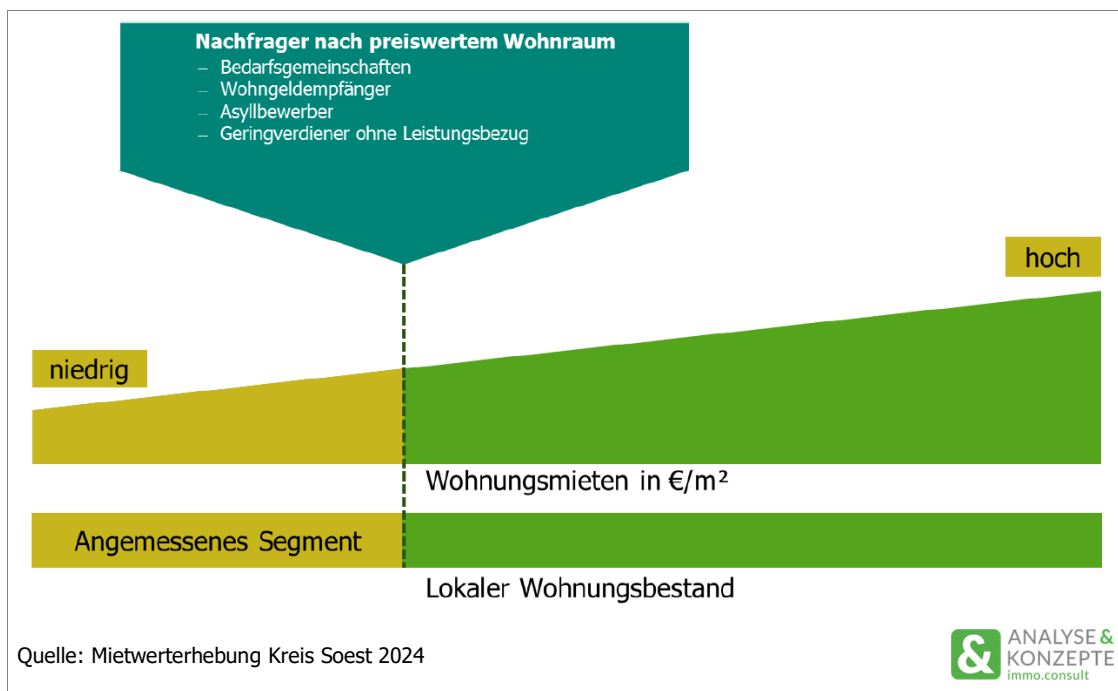 Nachfrager nach preiswertem Wohnraum
– Bedarfsgemeinschaften
– Wohngeldempfänger
– Asyllbewerber
– Geringverdiener ohne Leistungsbezug
hoch
niedrig
Wohnungsmieten in €/m²
Angemessenes Segment
Lokaler Wohnungsbestand
Quelle: Mietwerterhebung Kreis Soest 2024
& ANALYSE &
KONZEPTE
immo.consult